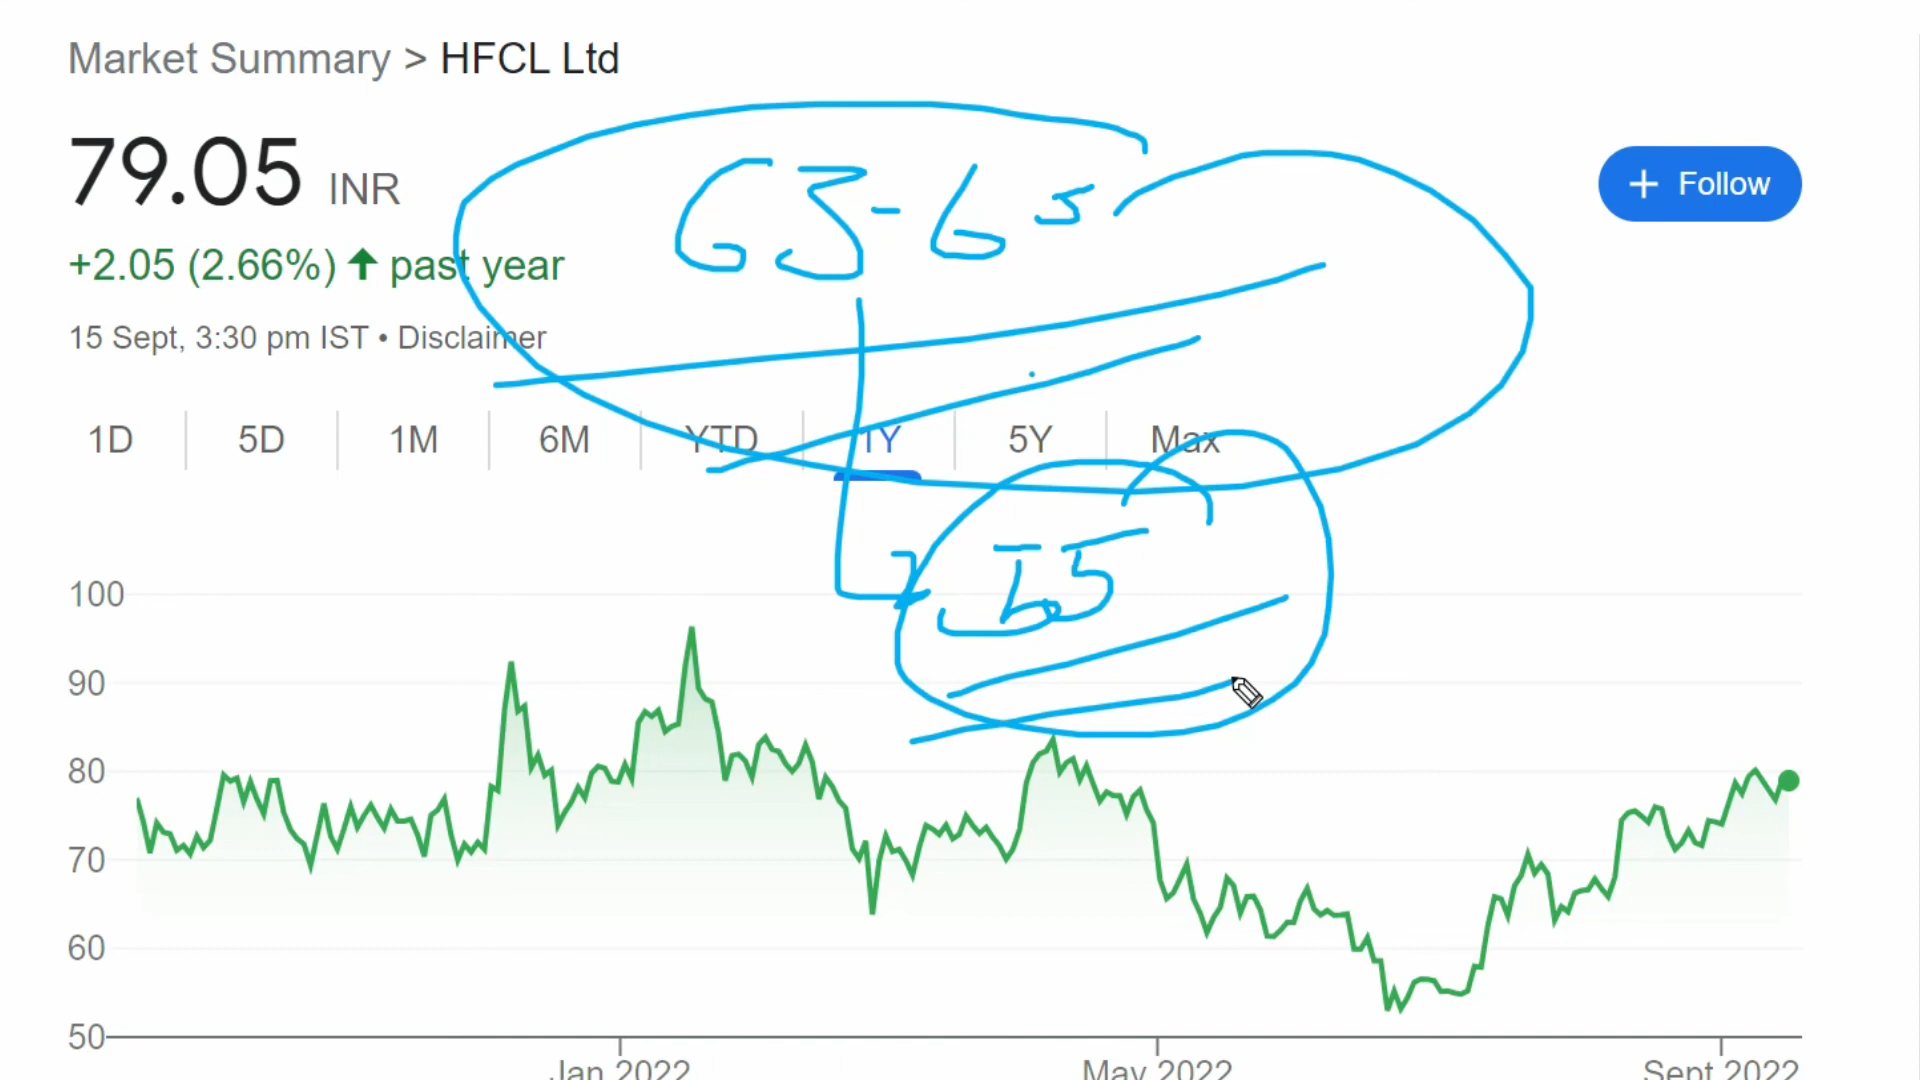 Market Summary > HFCL Ltd
79.05 INR
63-65
+ Follow
+2.05 (2.66%) ↑ past year
15 Sept, 3:30 pm IST • Disclaimer
1D 5D 1M 6M YTD 1Y 5Y Max
55
100
90
80
70
60
50
Jan 2022 May 2022 Sept 2022